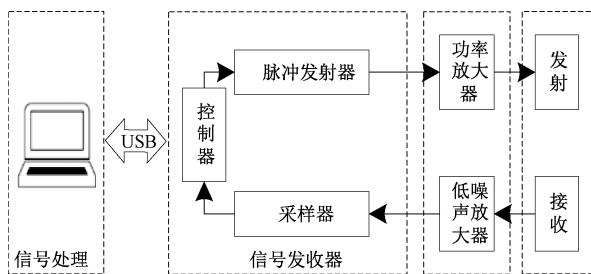 脉冲发射器
功率
放大
器
发
射
控
制
器
USB
采样器
低噪
声放
大器
接
收
信号处理
信号发收器